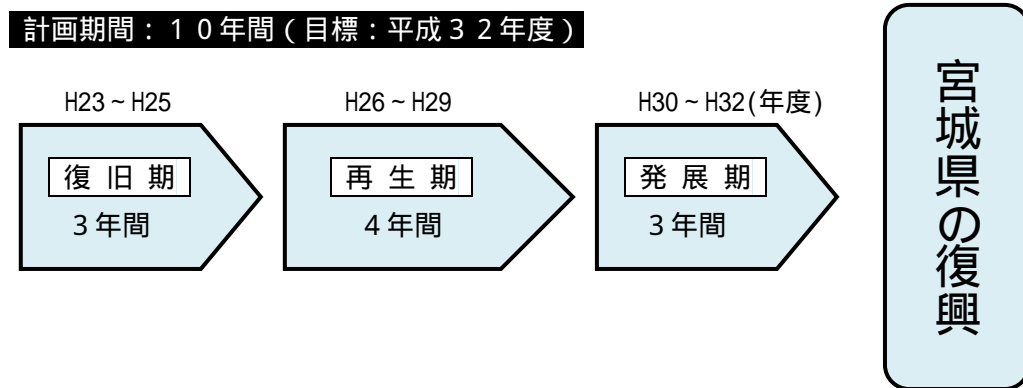 計画期間：１０年間（目標：平成３２年度）
H23～H25
H26～H29
H30～H32(年度)
復旧期
再生期
発展期
３年間
４年間
３年間
宮城県の復興